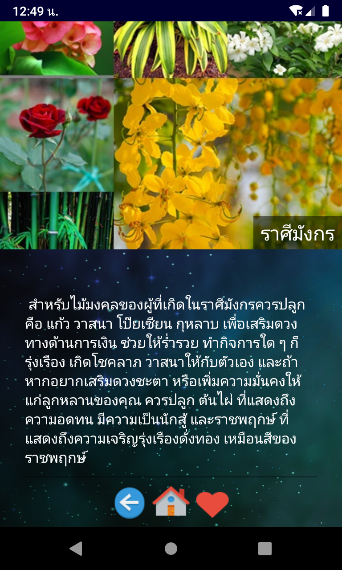 12:49 น.
ราศีมังกร
สำหรับไม้มงคลของผู้ที่เกิดในราศีมังกรควรปลูก
คือ แก้ว วาสนา โป๊ยเซียน กุหลาบ เพื่อเสริมดวง
ทางด้านการเงิน ช่วยให้ร่ำรวย ทำกิจการใด ๆ ก็
รุ่งเรือง เกิดโชคลาภ วาสนาให้กับตัวเอง และถ้า
หากอยากเสริมดวงชะตา หรือเพิ่มความมั่นคงให้
แก่ลูกหลานของคุณ ควรปลูก ต้นไผ่ ที่แสดงถึง
ความอดทน มีความเป็นนักสู้ และราชพฤกษ์ ที่
แสดงถึงความเจริญรุ่งเรืองดั่งทอง เหมือนสีของ
ราชพฤกษ์